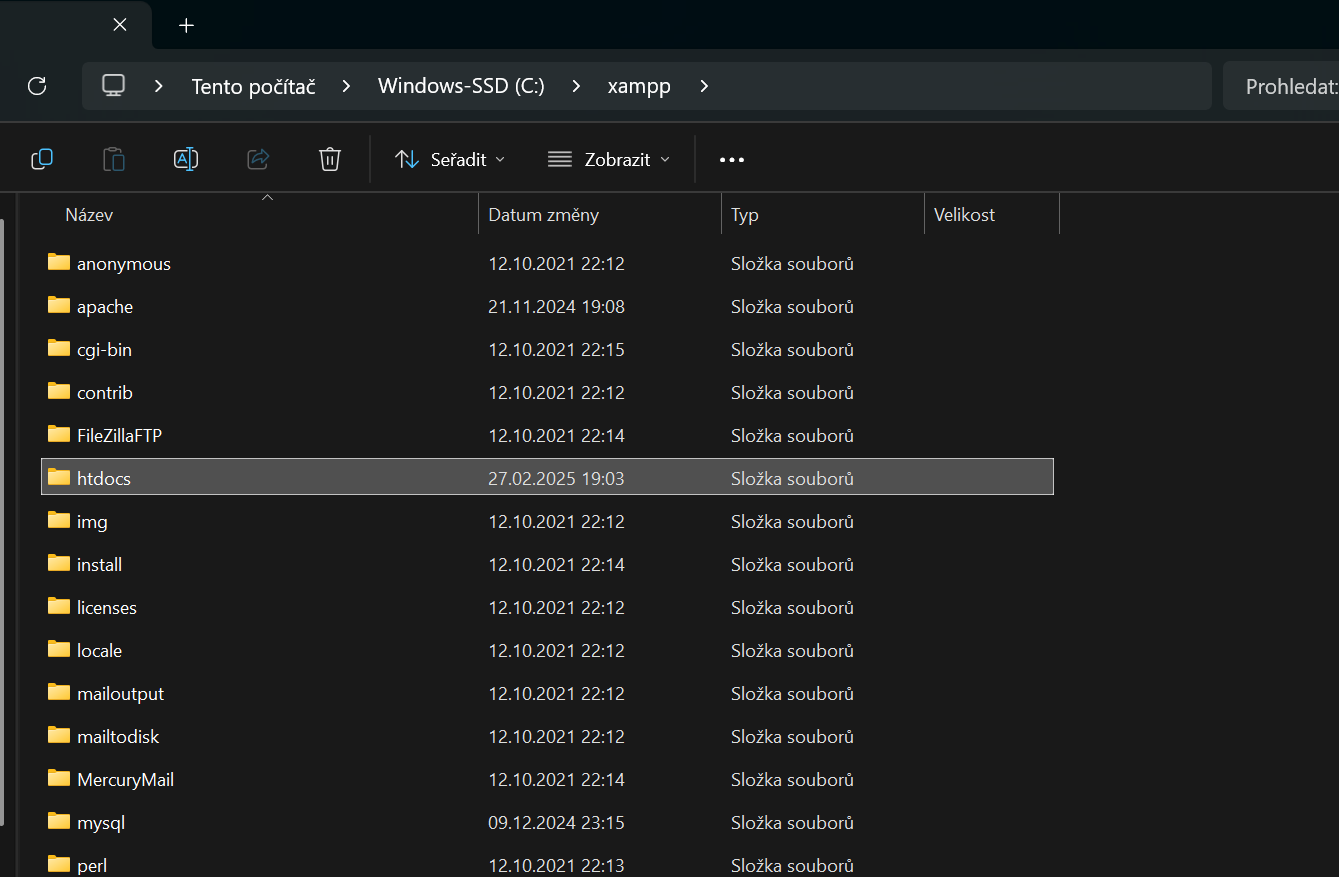 Tento počítač Windows-SSD (C:) xampp Prohledat:
Seřadit Zobrazit
Název Datum změny Typ Velikost
anonymous 12.10.2021 22:12 Složka souborů
apache 21.11.2024 19:08 Složka souborů
cgi-bin 12.10.2021 22:15 Složka souborů
contrib 12.10.2021 22:12 Složka souborů
FileZillaFTP 12.10.2021 22:14 Složka souborů
htdocs 27.02.2025 19:03 Složka souborů
img 12.10.2021 22:12 Složka souborů
install 12.10.2021 22:14 Složka souborů
licenses 12.10.2021 22:12 Složka souborů
locale 12.10.2021 22:12 Složka souborů
mailoutput 12.10.2021 22:12 Složka souborů
mailtodisk 12.10.2021 22:12 Složka souborů
MercuryMail 12.10.2021 22:14 Složka souborů
mysql 09.12.2024 23:15 Složka souborů
perl 12.10.2021 22:13 Složka souborů